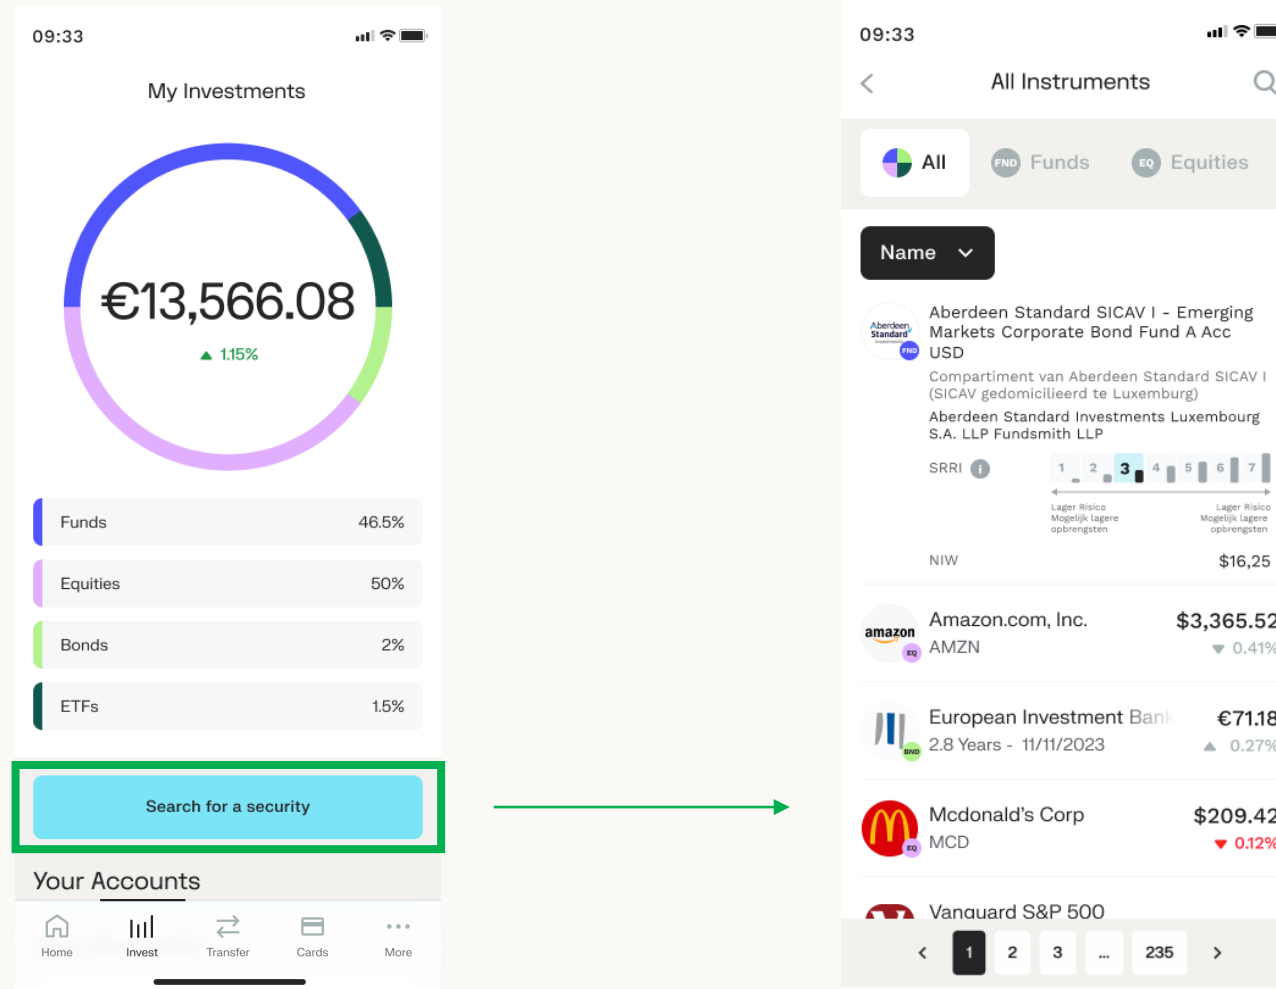 09:33
My Investments
€13,566.08
1.15%
Funds 46.5%
Equities 50%
Bonds 2%
ETFs 1.5%
Search for a security
Your Accounts
Home Invest Transfer Cards More
09:33
All Instruments
All FND Funds EQ Equities
Name
Aberdeen
Standard
FND
Aberdeen Standard SICAV I - Emerging
Markets Corporate Bond Fund A Acc
USD
Compartiment van Aberdeen Standard SICAV I
(SICAV gedomicilieerd te Luxemburg)
Aberdeen Standard Investments Luxembourg
S.A. LLP Fundsmith LLP
SRRI i 1 2 3 4 5 6 7
Lager Risico
Mogelijk lagere
opbrengsten
Lager Risico
Mogelijk lagere
opbrengsten
NIW $16,25
amazon
EQ
Amazon.com, Inc. $3,365.52
AMZN 0.41%
BND
European Investment Bank €71.18
2.8 Years - 11/11/2023 0.27%
EQ
Mcdonald's Corp $209.42
MCD 0.12%
Vanguard S&P 500
1 2 3 ... 235